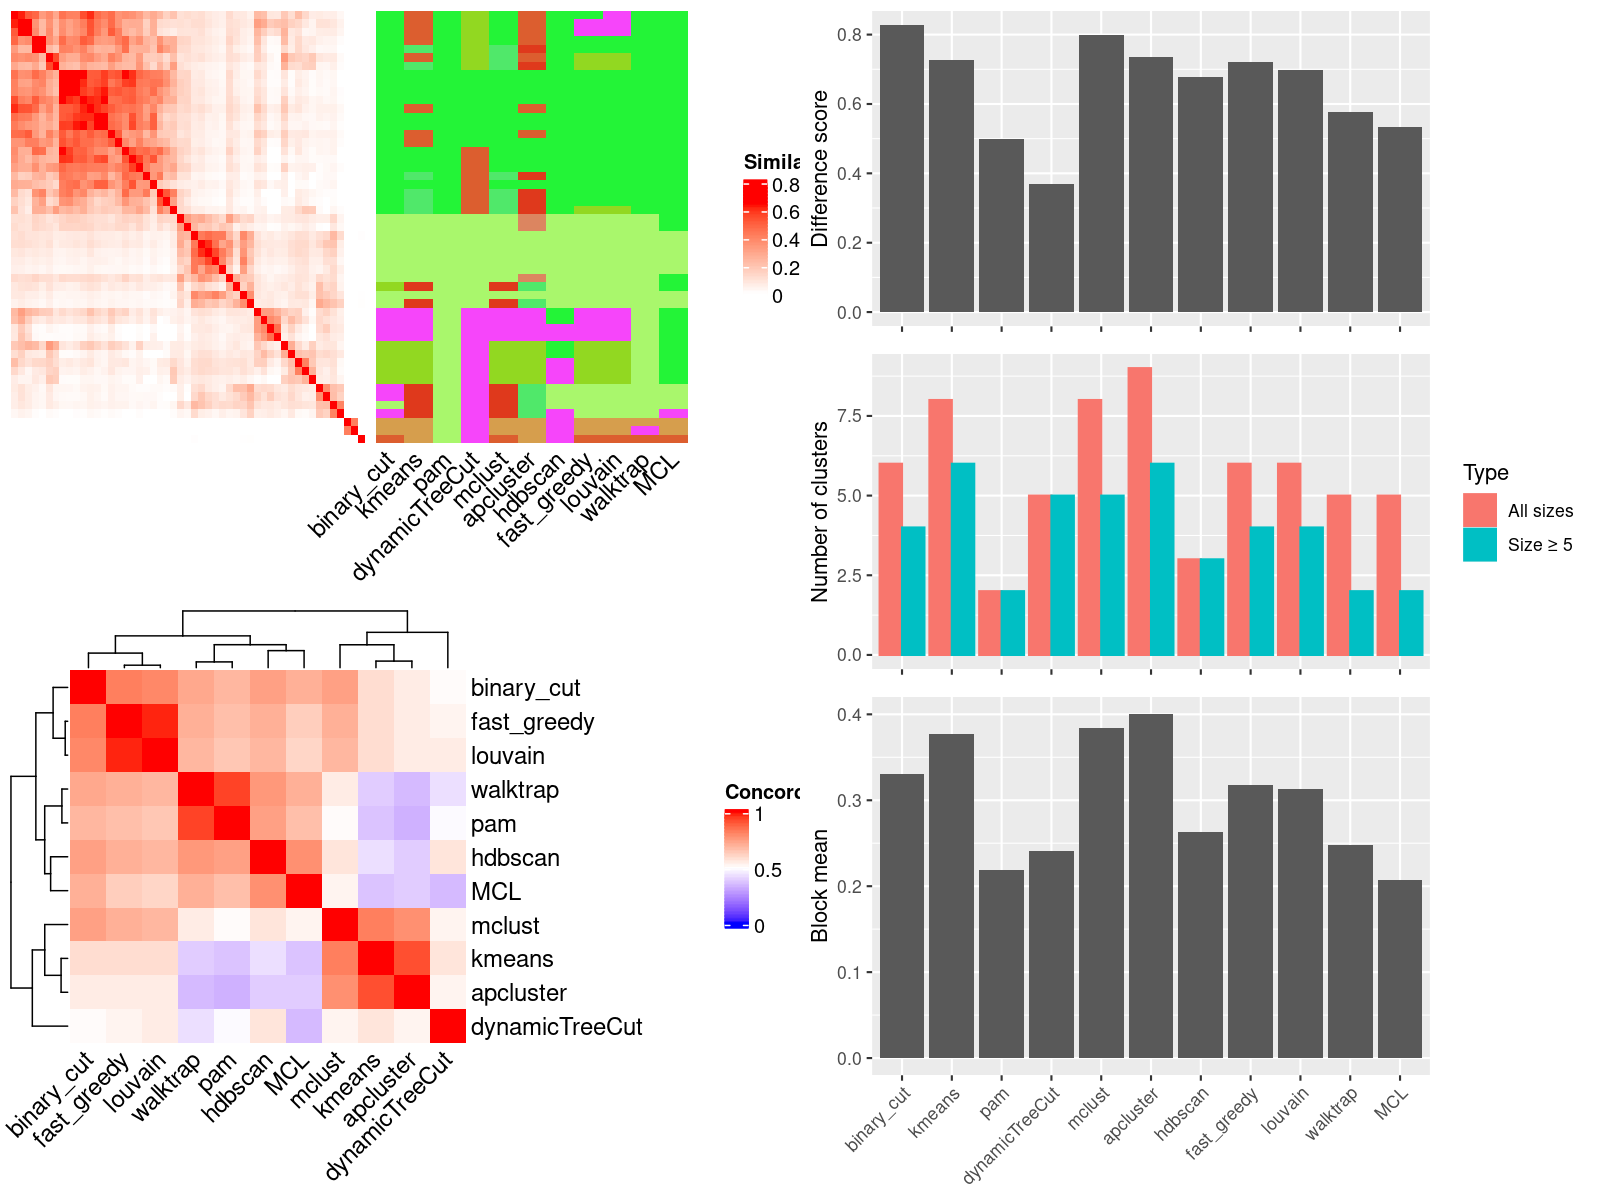 Simila
0.8
0.6
0.4
0.2
0
binary_cut
kmeans
pam
dynamicTreeCut
mclust
apcluster
hdbscan
fast_greedy
louvain
walktrap
MCL
binary_cut
fast_greedy
louvain
walktrap
pam
hdbscan
MCL
mclust
kmeans
apcluster
dynamicTreeCut
binary_cut
fast_greedy
louvain
walktrap
pam
hdbscan
MCL
mclust
kmeans
apcluster
dynamicTreeCut
Concord
1
0.5
0
Difference score
0.8
0.6
0.4
0.2
0.0
Number of clusters
7.5
5.0
2.5
0.0
Type
All sizes
Size ≥ 5
Block mean
0.4
0.3
0.2
0.1
0.0
binary_cut
kmeans
pam
dynamicTreeCut
mclust
apcluster
hdbscan
fast_greedy
louvain
walktrap
MCL